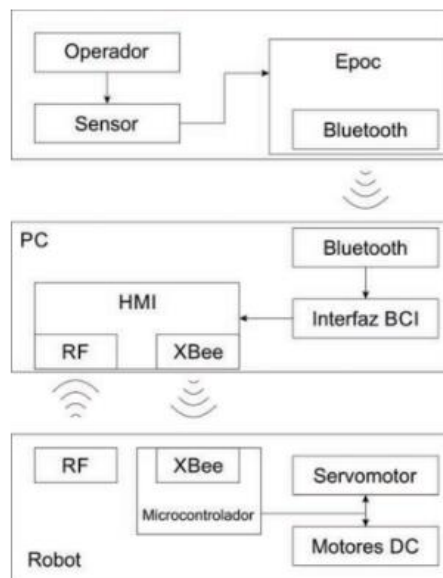 Operador
Sensor
Epoc
Bluetooth
PC
Bluetooth
HMI
Interfaz BCI
RF
XBee
RF
XBee
Microcontrolador
Servomotor
Motores DC
Robot